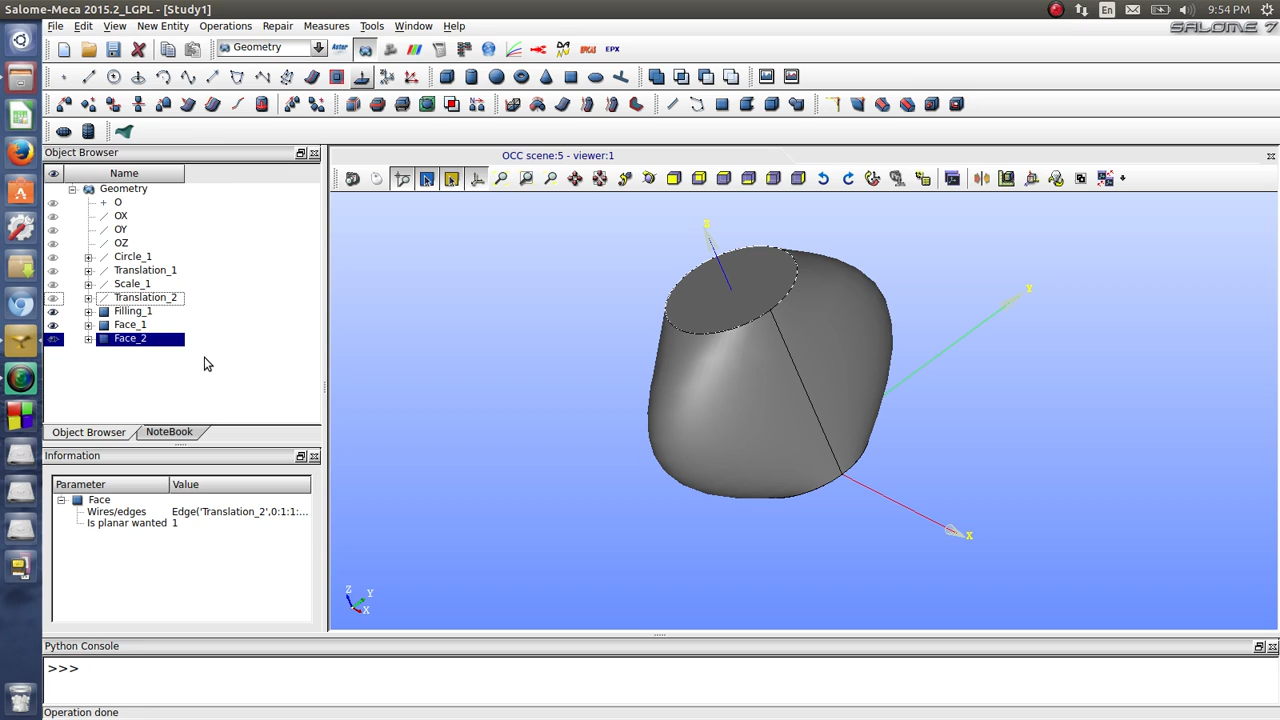 Salome-Meca 2015.2_LGPL - [Study1]
En
9:54 PM
File Edit View New Entity Operations Repair Measures Tools Window Help
SALOME 7
Geometry
Aster
EPX
Object Browser
OCC scene:5 - viewer:1
Name
Geometry
O
OX
OY
OZ
Circle_1
Translation_1
Scale_1
Translation_2
Filling_1
Face_1
Face_2
Y
X
Object Browser
NoteBook
Information
Parameter Value
Face
Wires/edges Edge('Translation_2',0:1:1:...
Is planar wanted 1
Z
Y
X
Python Console
>>>
Operation done